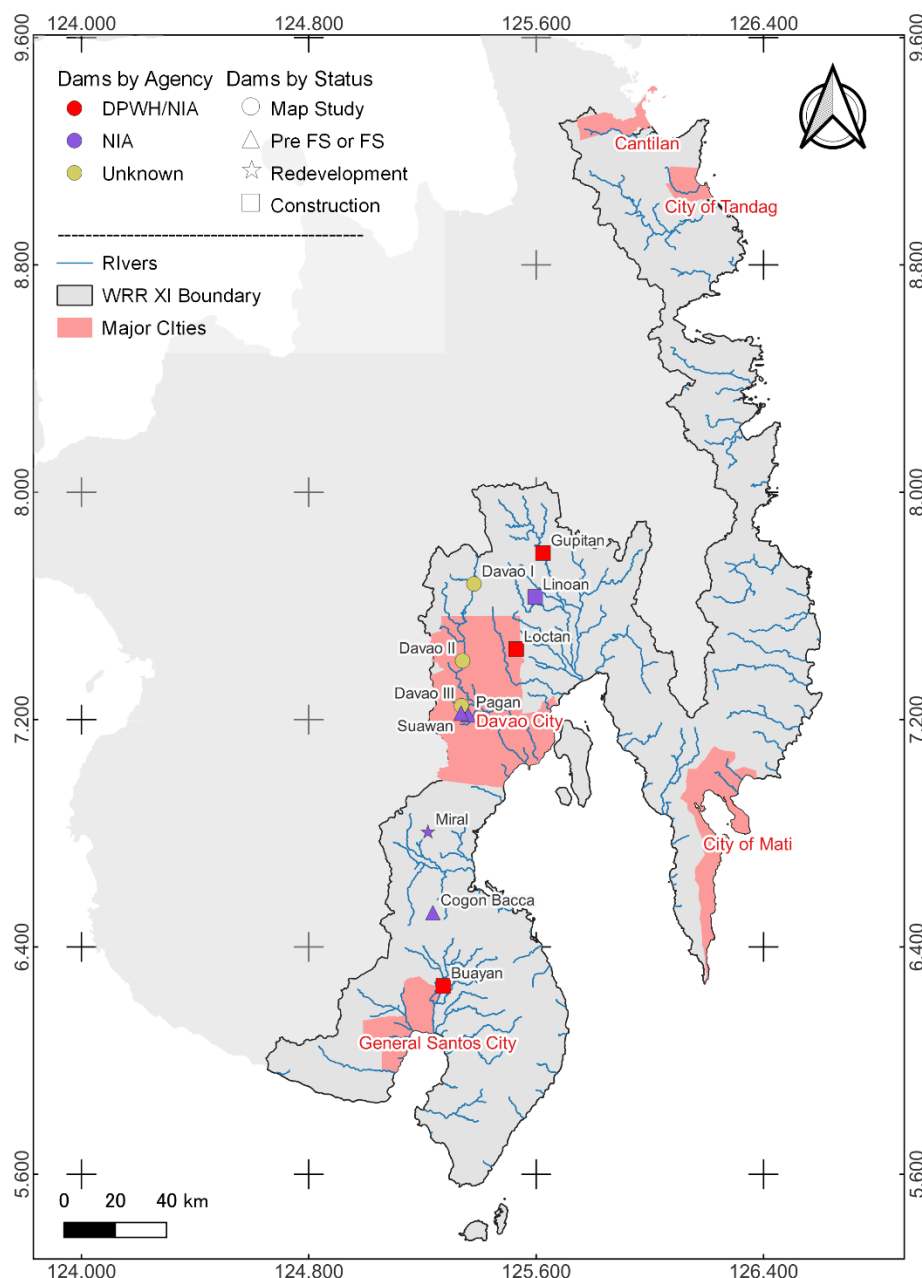 124.000 124.800 125.600 126.400
9.600 9.600
Dams by Agency Dams by Status
DPWH/NIA Map Study
NIA Pre FS or FS
Unknown Redevelopment
Construction
RIvers
WRR XI Boundary
Major CIties
Cantilan
City of Tandag
8.800 8.800
8.000 8.000
Gupitan
Davao I
Linoan
Loctan
Davao II
Davao III
Pagan
7.200 7.200
Suawan
Davao City
Miral
City of Mati
Cogon Bacca
6.400 6.400
Buayan
General Santos City
5.600 5.600
0 20 40 km
124.000 124.800 125.600 126.400